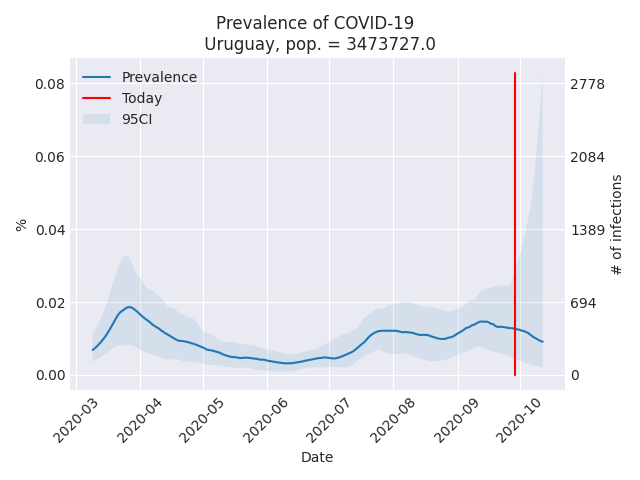 Prevalence of COVID-19
Uruguay, pop. = 3473727.0
Prevalence
Today
95CI
0.08
0.06
0.04
0.02
0.00
%
2778
2084
1389
694
0
# of infections
2020-03
2020-04
2020-05
2020-06
2020-07
2020-08
2020-09
2020-10
Date